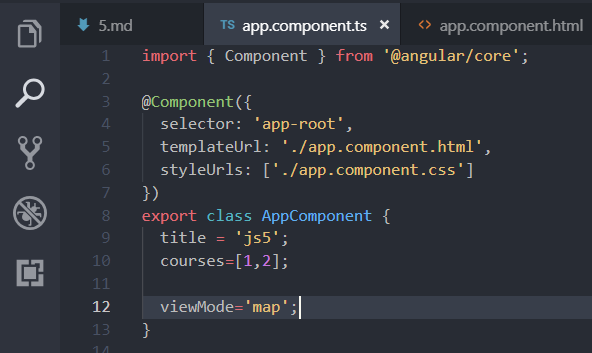 5.md TS app.component.ts × <> app.component.html
1 import { Component } from '@angular/core';
2
3 @Component({
4 selector: 'app-root',
5 templateUrl: './app.component.html',
6 styleUrls: ['./app.component.css']
7 })
8 export class AppComponent {
9 title = 'js5';
10 courses=[1,2];
11
12 viewMode='map';
13 }
14